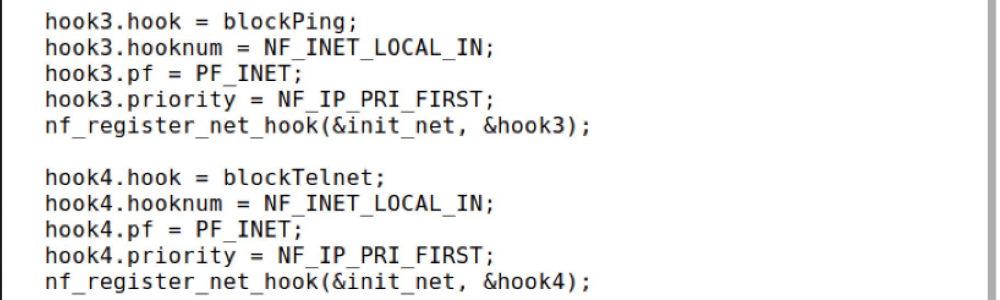 hook3.hook = blockPing;
hook3.hooknum = NF_INET_LOCAL_IN;
hook3.pf = PF_INET;
hook3.priority = NF_IP_PRI_FIRST;
nf_register_net_hook(&init_net, &hook3);
hook4.hook = blockTelnet;
hook4.hooknum = NF_INET_LOCAL_IN;
hook4.pf = PF_INET;
hook4.priority = NF_IP_PRI_FIRST;
nf_register_net_hook(&init_net, &hook4);